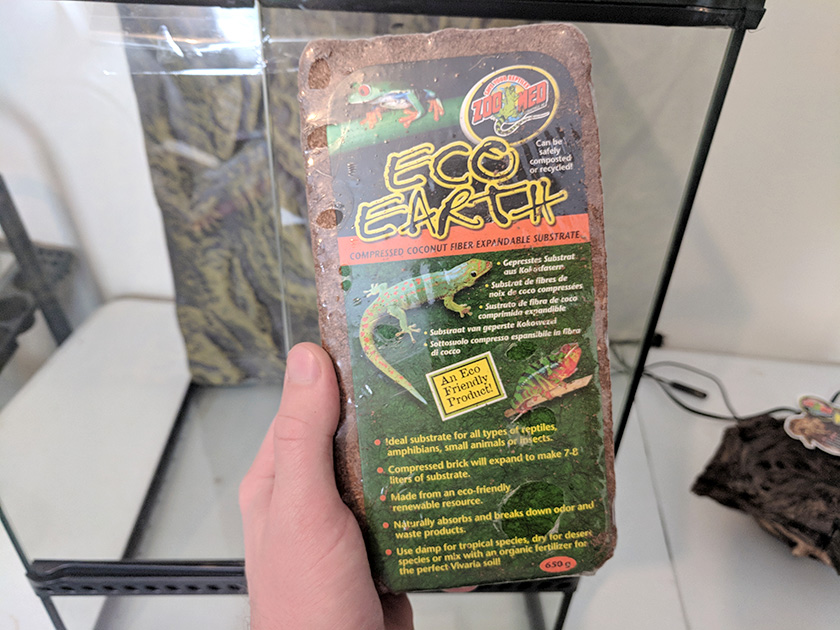 ZOO MED
Can be
safely
composted
or recycled!
ECO
EARTH
COMPRESSED COCONUT FIBER EXPANDABLE SUBSTRATE
• Gepresstes Substrat
aus Kokofasern
• Substrat de fibres de
noix de coco compressées
• Sustrato de fibra de coco
comprimida expandible
• Substraat van geperste Kokosvezel
• Sottosuolo compresso espansibile in fibra
di cocco
An Eco
Friendly
Product!
• Ideal substrate for all types of reptiles,
amphibians, small animals or insects.
• Compressed brick will expand to make 7-8
liters of substrate.
• Made from an eco-friendly
renewable resource.
• Naturally absorbs and breaks down odor and
waste products.
• Use damp for tropical species, dry for desert
species or mix with an organic fertilizer for
the perfect Vivaria soil!
650 g